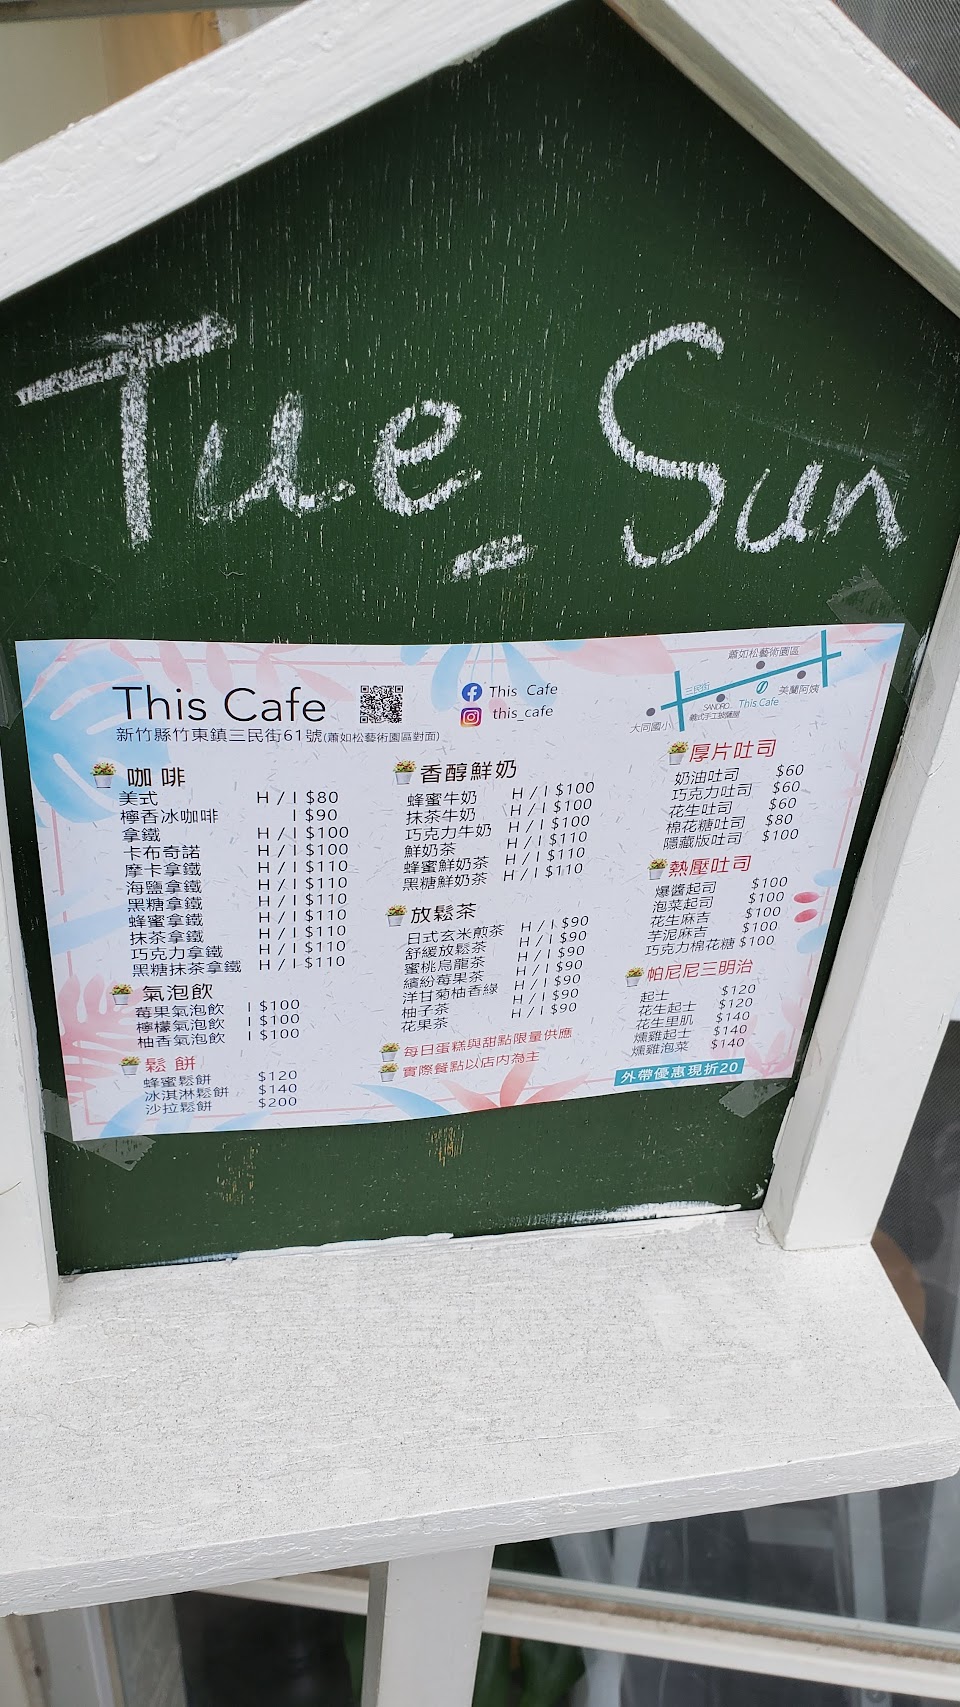 Tue - Sun
This Cafe
新竹縣竹東鎮三民街61號(蕭如松藝術園區對面)
This Cafe
this_cafe
蕭如松藝術園區
三民街
美蘭阿姨
This Cafe
SANDRO
義式手工披薩屋
大同國小
咖啡
美式 H / I $80
檸香冰咖啡 I $90
拿鐵 H / I $100
卡布奇諾 H / I $100
摩卡拿鐵 H / I $110
海鹽拿鐵 H / I $110
黑糖拿鐵 H / I $110
蜂蜜拿鐵 H / I $110
抹茶拿鐵 H / I $110
巧克力拿鐵 H / I $110
黑糖抹茶拿鐵 H / I $110
氣泡飲
莓果氣泡飲 I $100
檸檬氣泡飲 I $100
柚香氣泡飲 I $100
鬆餅
蜂蜜鬆餅 $120
冰淇淋鬆餅 $140
沙拉鬆餅 $200
香醇鮮奶
蜂蜜牛奶 H / I $100
抹茶牛奶 H / I $100
巧克力牛奶 H / I $100
鮮奶茶 H / I $110
蜂蜜鮮奶茶 H / I $110
黑糖鮮奶茶 H / I $110
放鬆茶
日式玄米煎茶 H / I $90
舒緩放鬆茶 H / I $90
蜜桃烏龍茶 H / I $90
繽紛莓果茶 H / I $90
洋甘菊柚香綠 H / I $90
柚子茶 H / I $90
花果茶 H / I $90
每日蛋糕與甜點限量供應
實際餐點以店內為主
厚片吐司
奶油吐司 $60
巧克力吐司 $60
花生吐司 $60
棉花糖吐司 $80
隱藏版吐司 $100
熱壓吐司
爆醬起司 $100
泡菜起司 $100
花生麻吉 $100
芋泥麻吉 $100
巧克力棉花糖 $100
帕尼尼三明治
起士 $120
花生起士 $120
花生里肌 $140
燻雞起士 $140
燻雞泡菜 $140
外帶優惠現折20